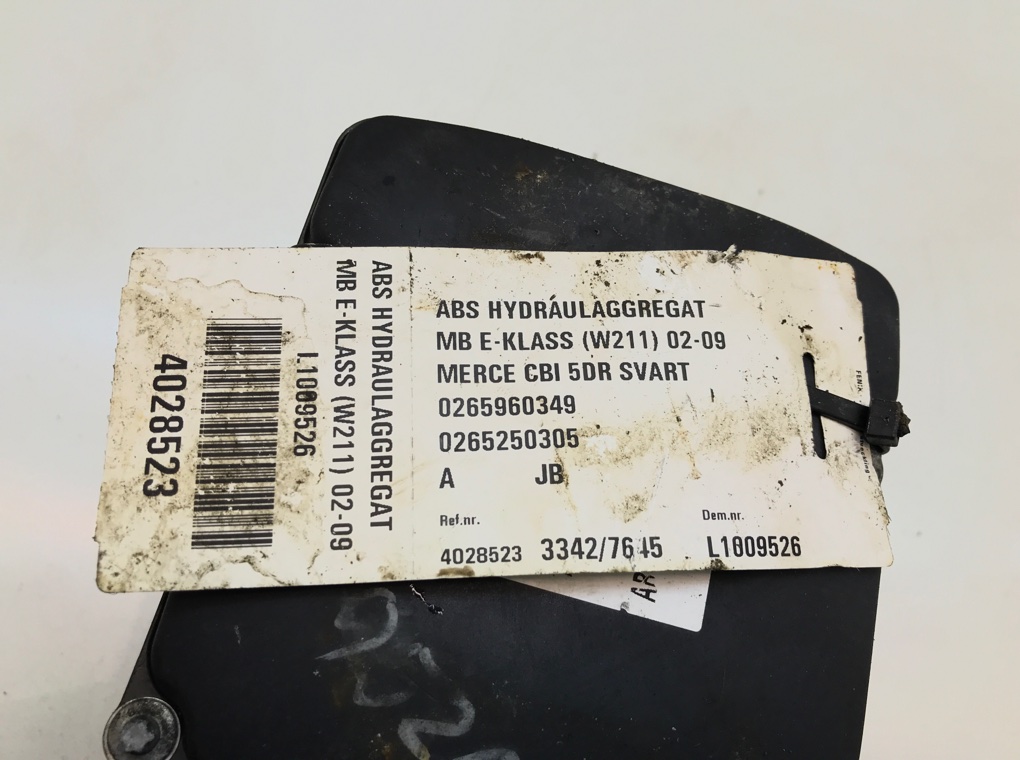 ABS HYDRAULAGGREGAT
MB E-KLASS (W211) 02-09
L1009526
4028523
ABS HYDRAULAGGREGAT
MB E-KLASS (W211) 02-09
MERCE CBI 5DR SVART
0265960349
0265250305
A JB
Ref.nr. Dem.nr.
4028523 3342/7645 L1009526